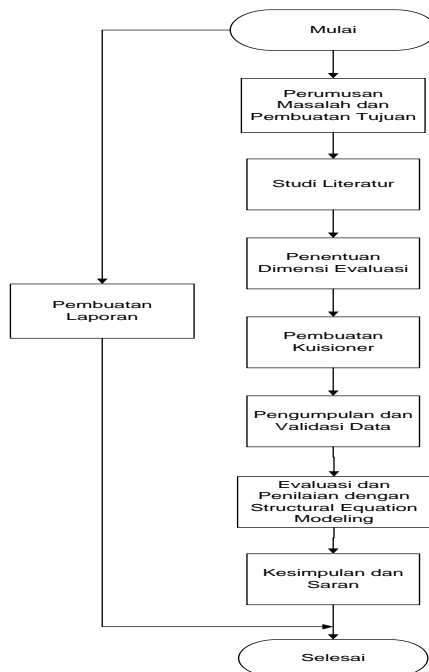 Mulai
Perumusan
Masalah dan
Pembuatan Tujuan
Studi Literatur
Penentuan
Dimensi Evaluasi
Pembuatan
Laporan
Pembuatan
Kuisioner
Pengumpulan dan
Validasi Data
Evaluasi dan
Penilaian dengan
Structural Equation
Modeling
Kesimpulan dan
Saran
Selesai